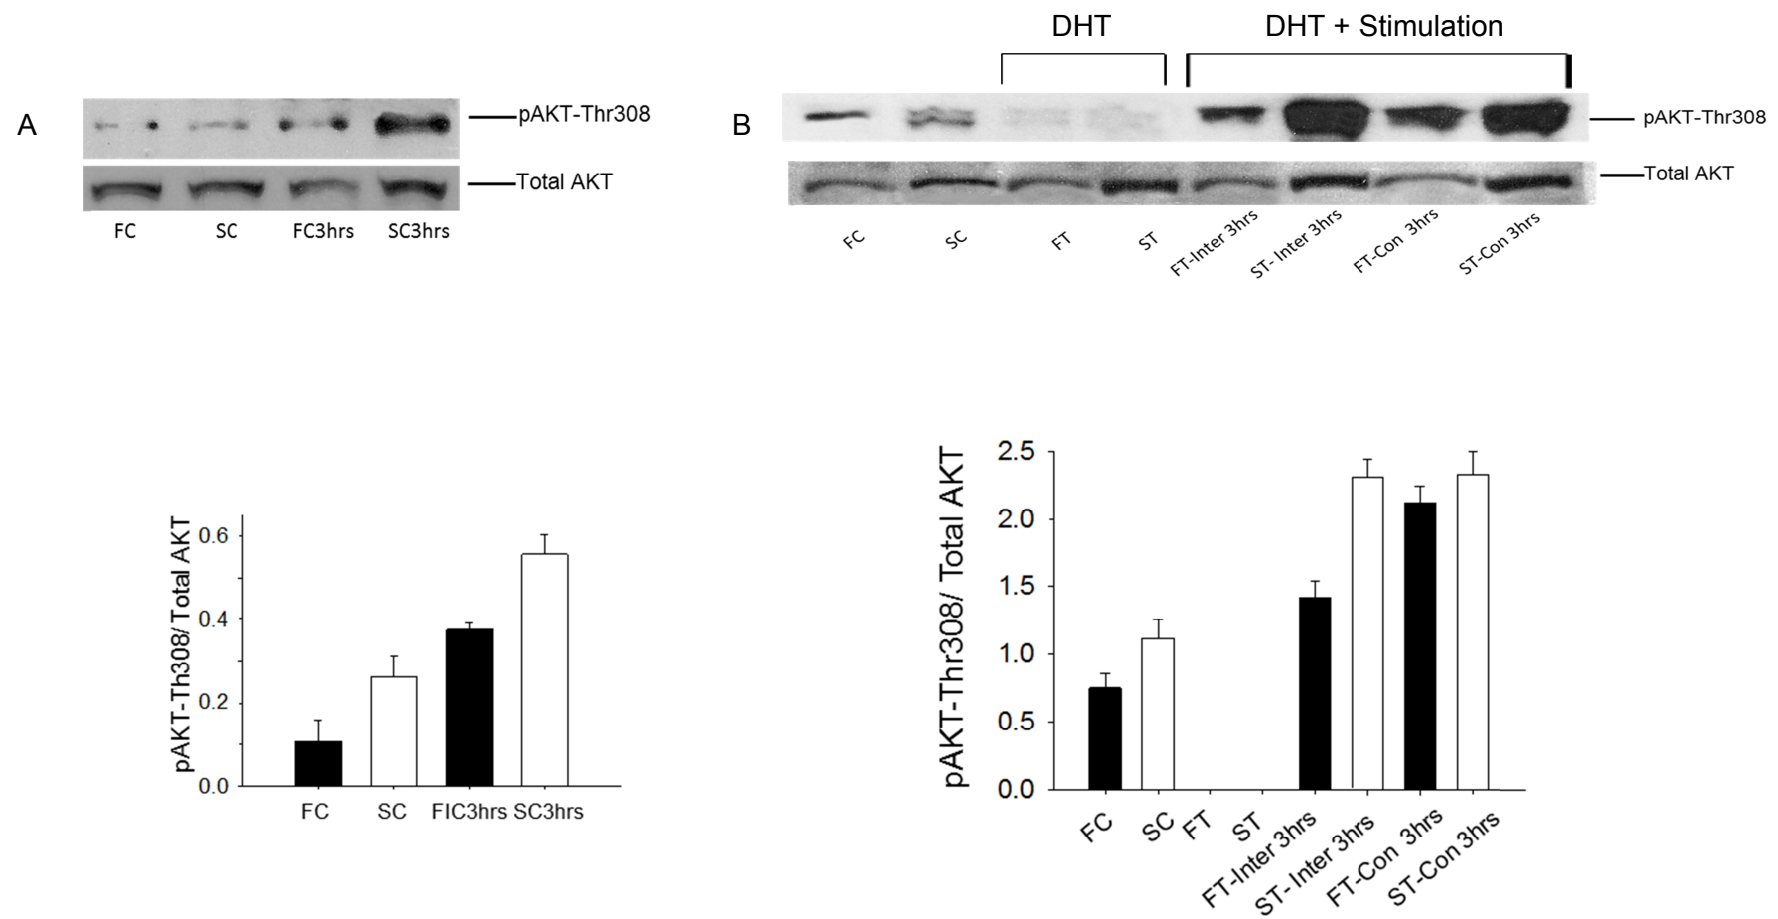 DHT
DHT + Stimulation
A
pAKT-Thr308
Total AKT
FC SC FC3hrs SC3hrs
B
pAKT-Thr308
Total AKT
FC SC FT ST FT-Inter 3hrs ST- Inter 3hrs FT-Con 3hrs ST-Con 3hrs
pAKT-Th308/ Total AKT
0.6
0.4
0.2
0.0
FC SC FIC3hrs SC3hrs
pAKT-Thr308/ Total AKT
2.5
2.0
1.5
1.0
0.5
0.0
FC SC FT ST FT-Inter 3hrs ST- Inter 3hrs FT-Con 3hrs ST-Con 3hrs